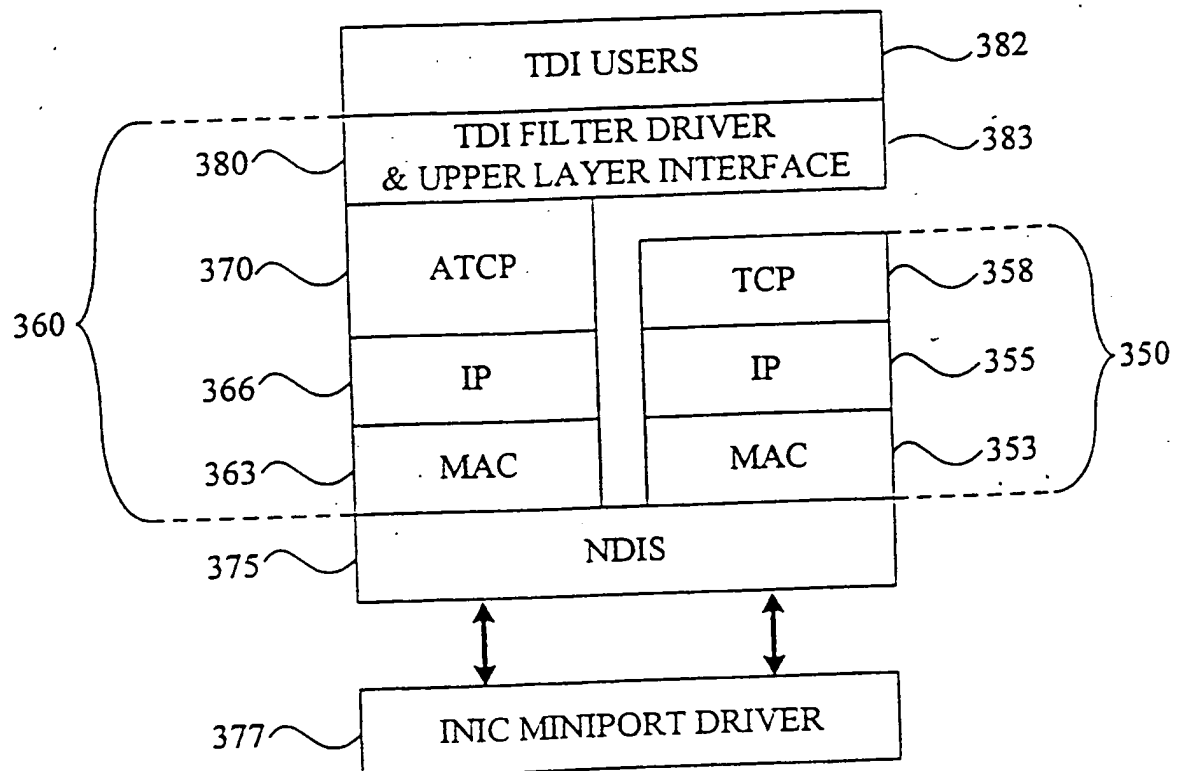 TDI USERS
382
TDI FILTER DRIVER
& UPPER LAYER INTERFACE
380
383
ATCP
370
TCP
358
360
350
IP
366
IP
355
MAC
363
MAC
353
NDIS
375
INIC MINIPORT DRIVER
377